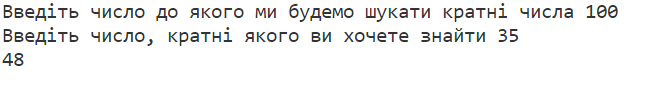 Введіть число до якого ми будемо шукати кратні числа 100
Введіть число, кратні якого ви хочете знайти 35
48